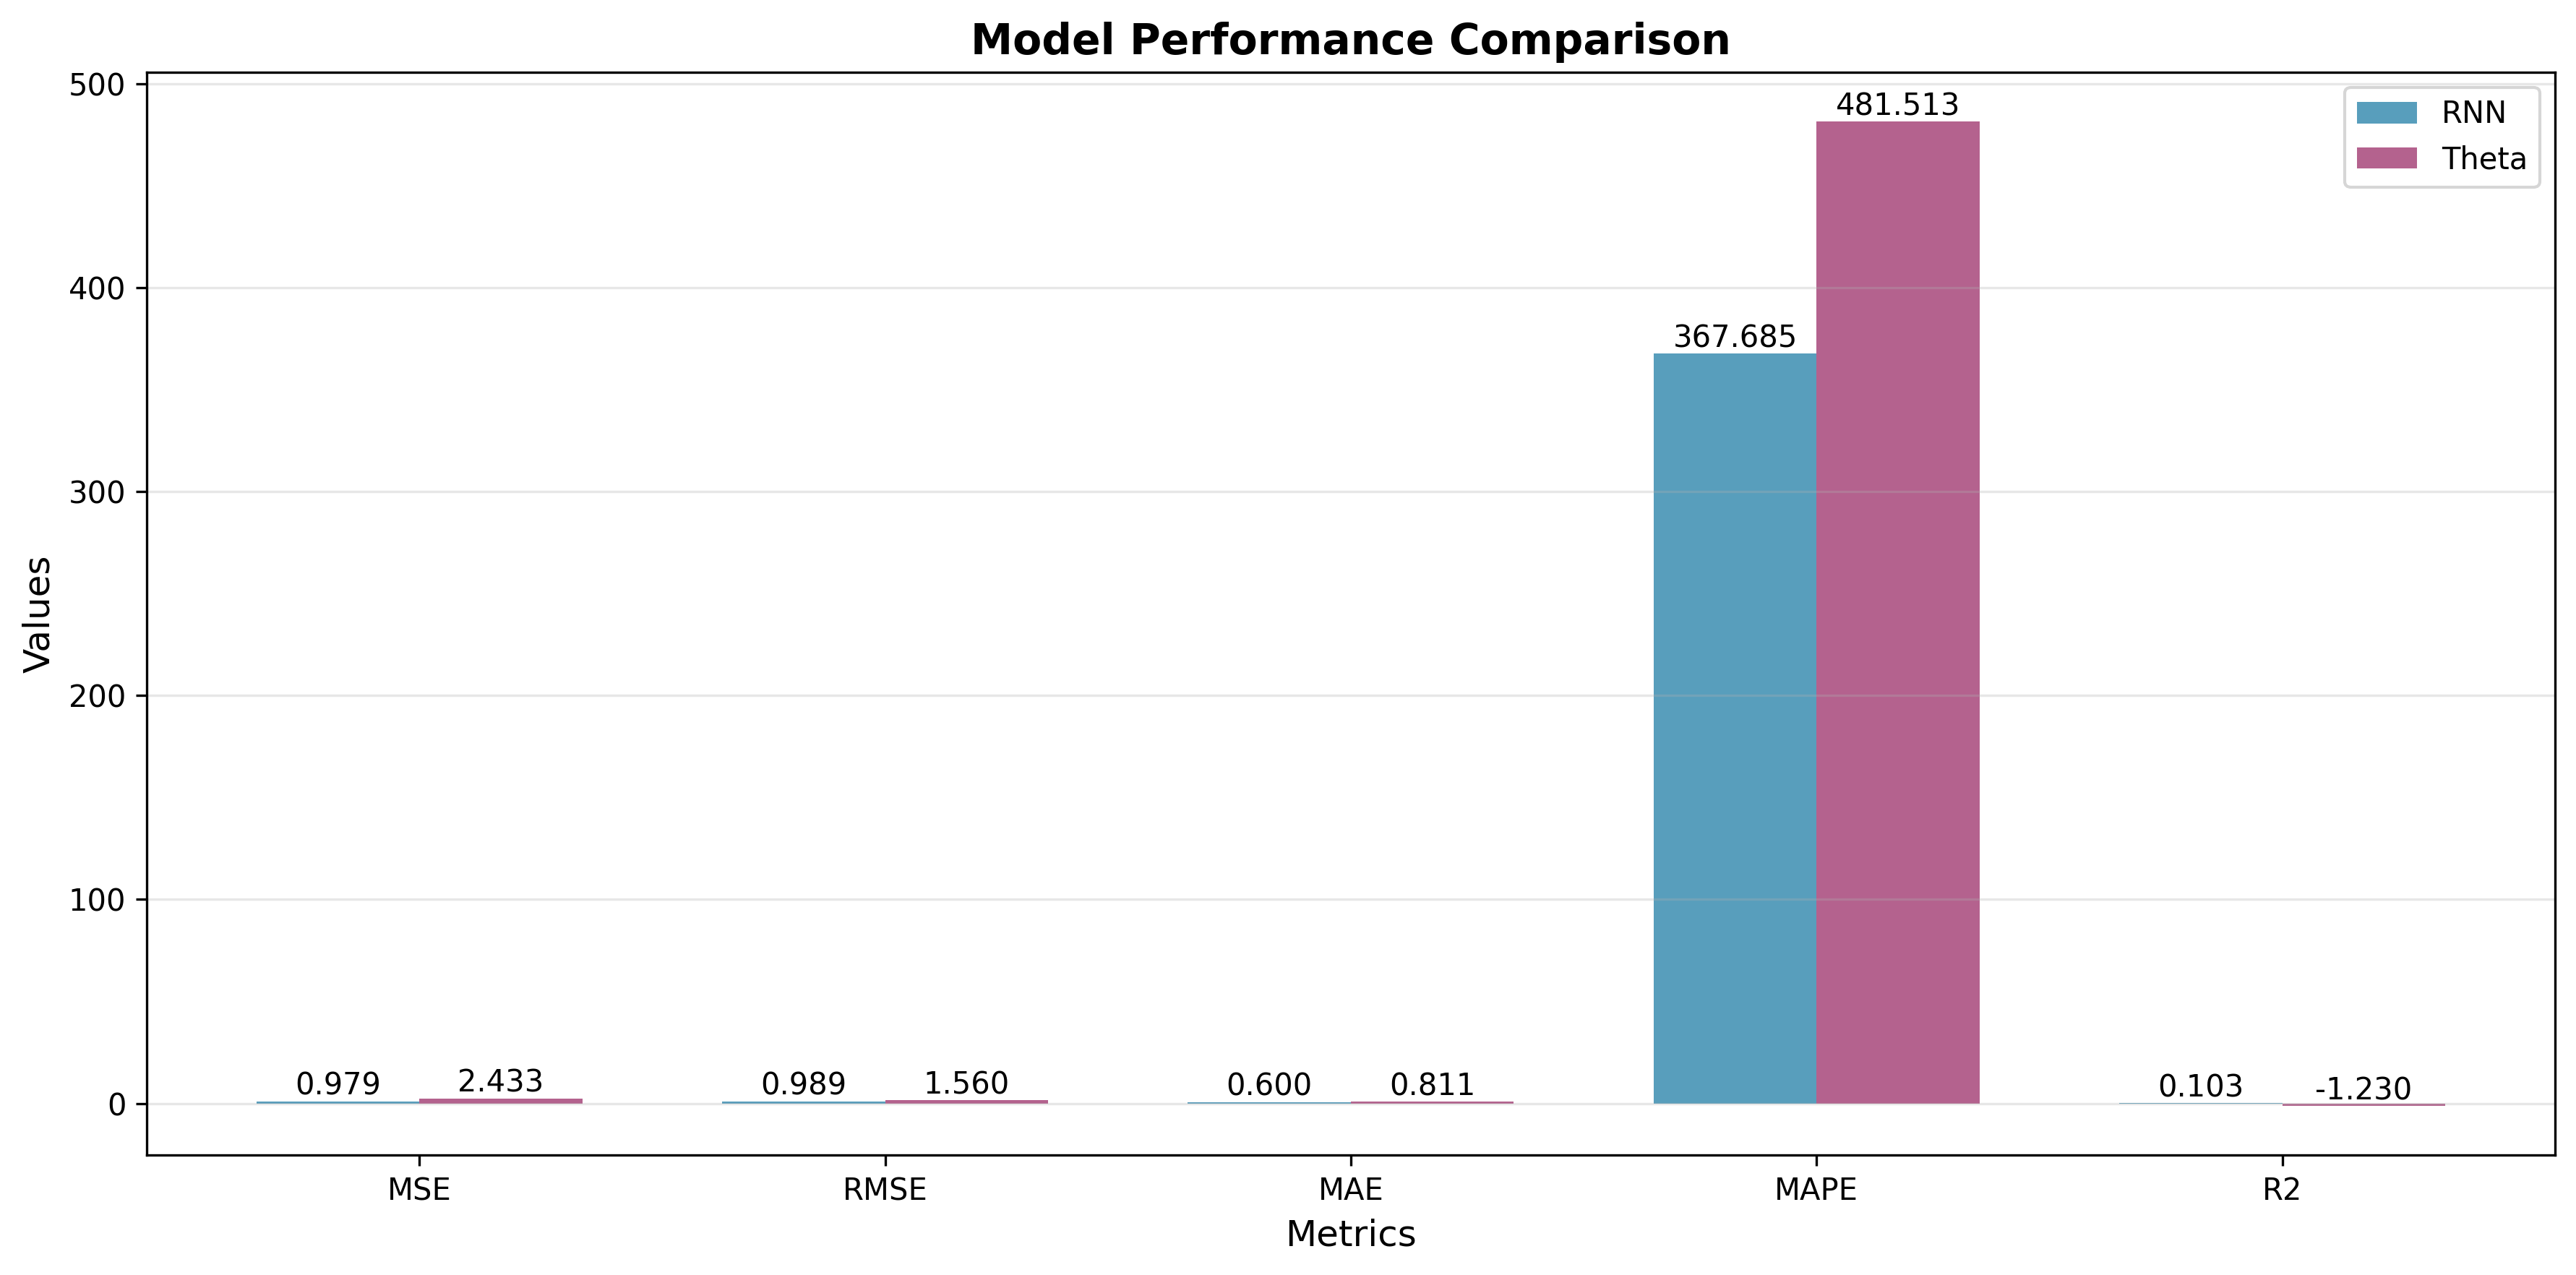 Model Performance Comparison
500
400
300
200
100
0
Values
481.513
367.685
0.979
2.433
0.989
1.560
0.600
0.811
0.103
-1.230
RNN
Theta
MSE
RMSE
MAE
MAPE
R2
Metrics